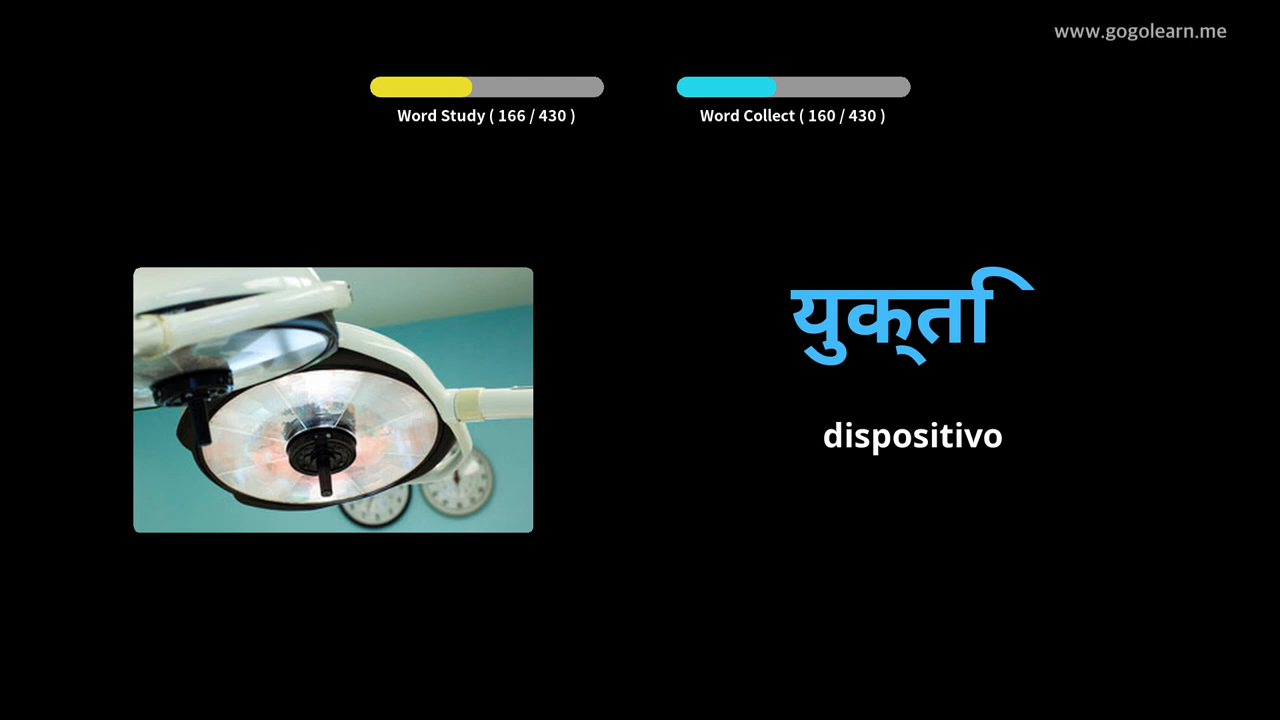 www.gogolearn.me
Word Study ( 166 / 430 )
Word Collect ( 160 / 430 )
युक्ति
dispositivo